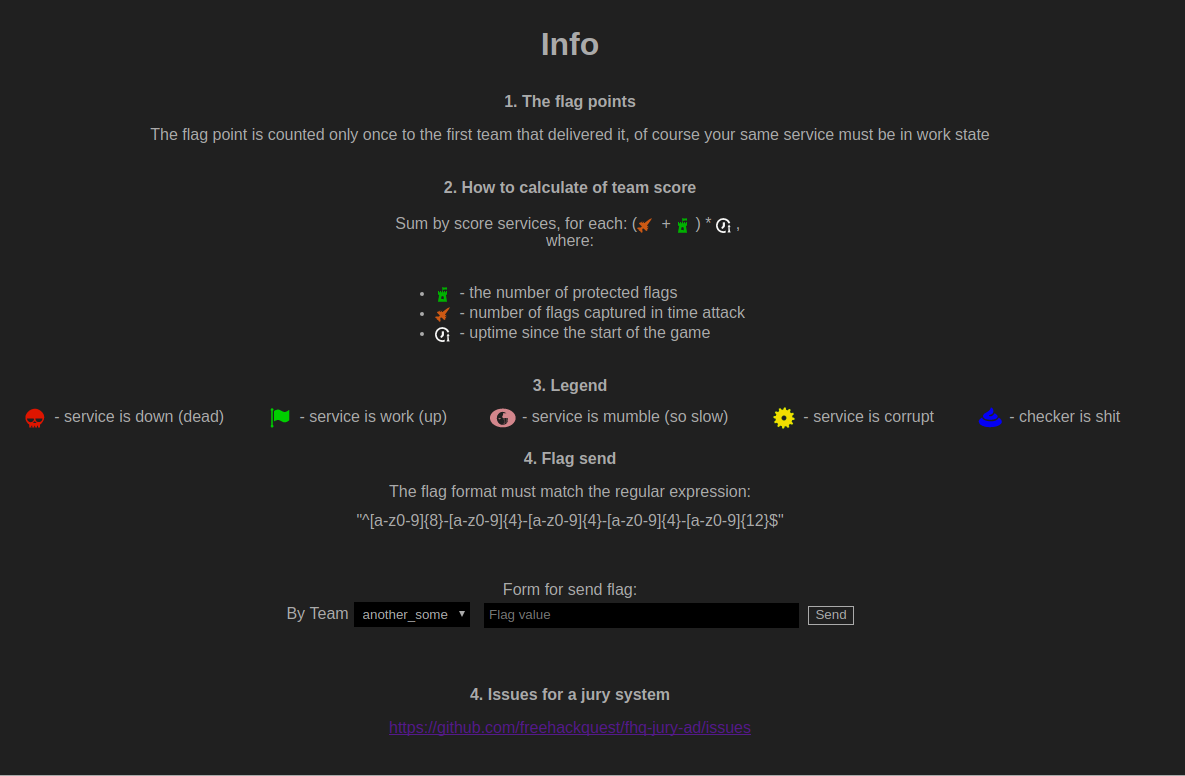 Info
1. The flag points
The flag point is counted only once to the first team that delivered it, of course your same service must be in work state
2. How to calculate of team score
Sum by score services, for each: ( + ) * ,
where:
- the number of protected flags
- number of flags captured in time attack
- uptime since the start of the game
3. Legend
- service is down (dead) - service is work (up) - service is mumble (so slow) - service is corrupt - checker is shit
4. Flag send
The flag format must match the regular expression:
"^[a-z0-9]{8}-[a-z0-9]{4}-[a-z0-9]{4}-[a-z0-9]{4}-[a-z0-9]{12}$"
Form for send flag:
By Team another_some Flag value Send
4. Issues for a jury system
https://github.com/freehackquest/fhq-jury-ad/issues